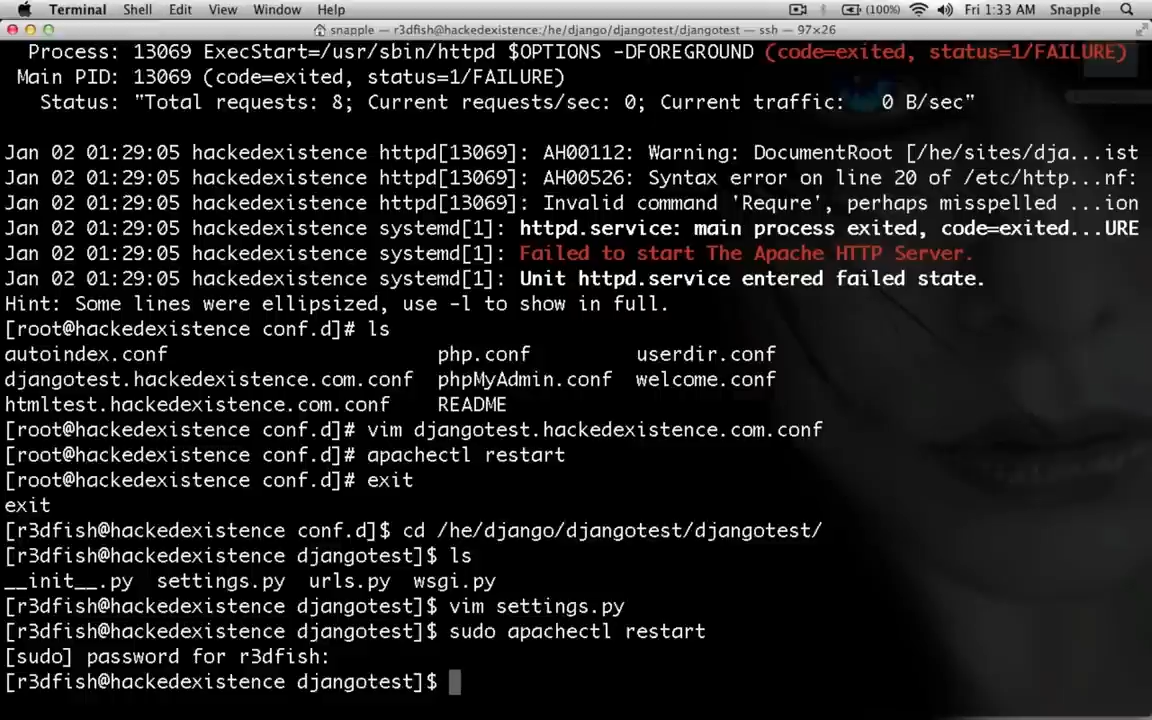 Terminal Shell Edit View Window Help (100%) Fri 1:33 AM Snapple
snapple — r3dfish@hackedexistence:/he/django/djangotest/djangotest — ssh — 97×26
Process: 13069 ExecStart=/usr/sbin/httpd $OPTIONS -DFOREGROUND (code=exited, status=1/FAILURE)
Main PID: 13069 (code=exited, status=1/FAILURE)
Status: "Total requests: 8; Current requests/sec: 0; Current traffic:   0 B/sec"
Jan 02 01:29:05 hackedexistence httpd[13069]: AH00112: Warning: DocumentRoot [/he/sites/dja...ist
Jan 02 01:29:05 hackedexistence httpd[13069]: AH00526: Syntax error on line 20 of /etc/http...nf:
Jan 02 01:29:05 hackedexistence httpd[13069]: Invalid command 'Requre', perhaps misspelled ...ion
Jan 02 01:29:05 hackedexistence systemd[1]: httpd.service: main process exited, code=exited...URE
Jan 02 01:29:05 hackedexistence systemd[1]: Failed to start The Apache HTTP Server.
Jan 02 01:29:05 hackedexistence systemd[1]: Unit httpd.service entered failed state.
Hint: Some lines were ellipsized, use -l to show in full.
[root@hackedexistence conf.d]# ls
autoindex.conf php.conf userdir.conf
djangotest.hackedexistence.com.conf phpMyAdmin.conf welcome.conf
htmltest.hackedexistence.com.conf README
[root@hackedexistence conf.d]# vim djangotest.hackedexistence.com.conf
[root@hackedexistence conf.d]# apachectl restart
[root@hackedexistence conf.d]# exit
exit
[r3dfish@hackedexistence conf.d]$ cd /he/django/djangotest/djangotest/
[r3dfish@hackedexistence djangotest]$ ls
__init__.py settings.py urls.py wsgi.py
[r3dfish@hackedexistence djangotest]$ vim settings.py
[r3dfish@hackedexistence djangotest]$ sudo apachectl restart
[sudo] password for r3dfish:
[r3dfish@hackedexistence djangotest]$